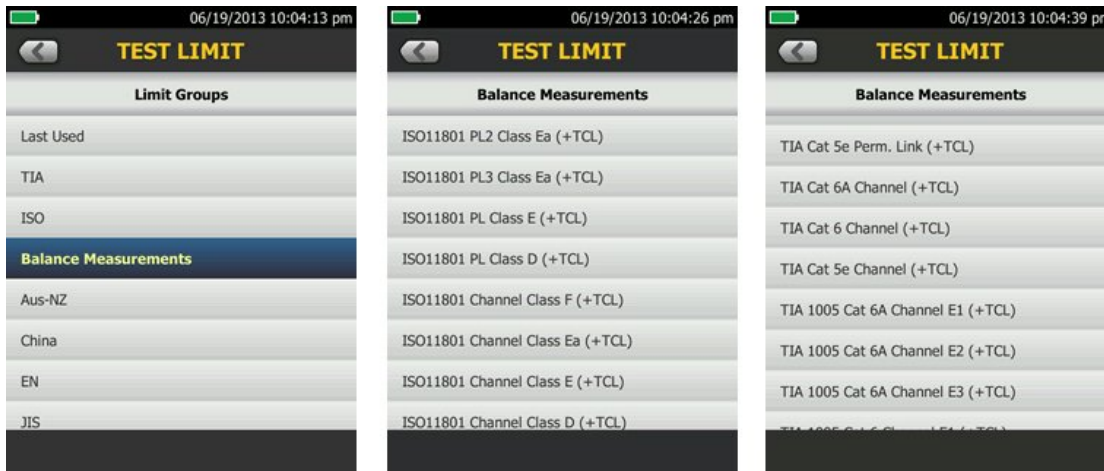 06/19/2013 10:04:13 pm
TEST LIMIT
Limit Groups
Last Used
TIA
ISO
Balance Measurements
Aus-NZ
China
EN
JIS
06/19/2013 10:04:26 pm
TEST LIMIT
Balance Measurements
ISO11801 PL2 Class Ea (+TCL)
ISO11801 PL3 Class Ea (+TCL)
ISO11801 PL Class E (+TCL)
ISO11801 PL Class D (+TCL)
ISO11801 Channel Class F (+TCL)
ISO11801 Channel Class Ea (+TCL)
ISO11801 Channel Class E (+TCL)
ISO11801 Channel Class D (+TCL)
06/19/2013 10:04:39 pm
TEST LIMIT
Balance Measurements
TIA Cat 5e Perm. Link (+TCL)
TIA Cat 6A Channel (+TCL)
TIA Cat 6 Channel (+TCL)
TIA Cat 5e Channel (+TCL)
TIA 1005 Cat 6A Channel E1 (+TCL)
TIA 1005 Cat 6A Channel E2 (+TCL)
TIA 1005 Cat 6A Channel E3 (+TCL)